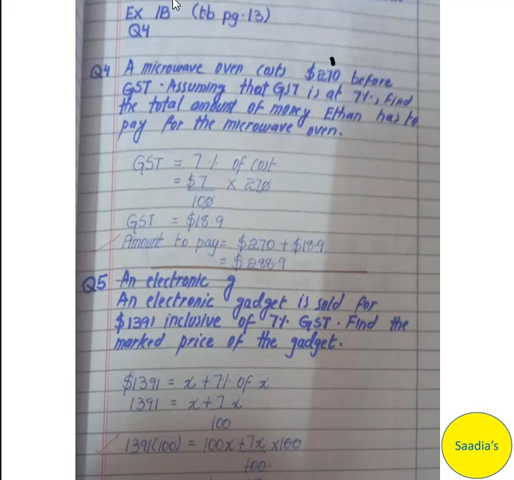 Ex 1B (tb pg.13)
Q4
Q4 A microwave oven costs $270 before
GST. Assuming that GST is at 7%, find
the total amount of money Ethan has to
pay for the microwave oven.
GST = 7% of cost
= $7 × 270
100
GST = $18.9
Amount to pay = $270 + $18.9
= $288.9
Q5 An electronic g
An electronic gadget is sold for
$1391 inclusive of 7% GST. Find the
marked price of the gadget.
$1391 = x + 7% of x
1391 = x + 7x
100
1391(100) = 100x + 7x × 100
100
Saadia's